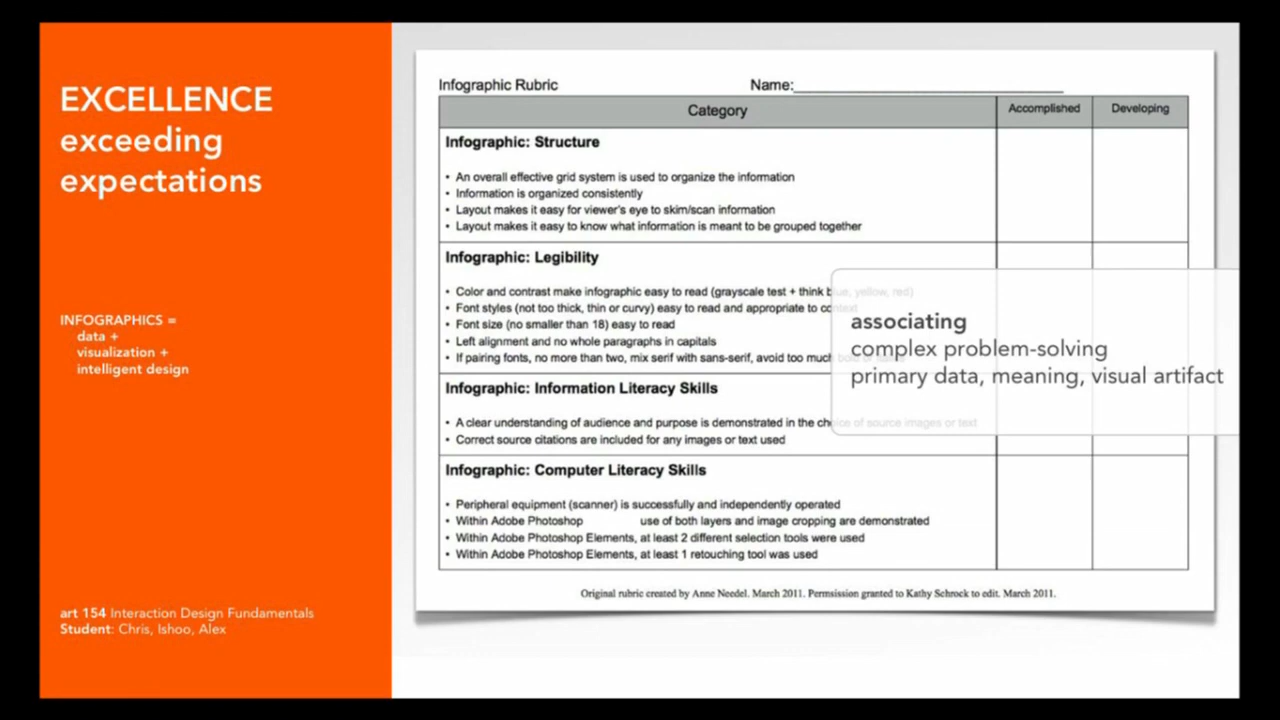 EXCELLENCE
exceeding
expectations
INFOGRAPHICS =
data +
visualization +
intelligent design
art 154 Interaction Design Fundamentals
Student: Chris, Ishoo, Alex
Infographic Rubric Name:
Category Accomplished Developing
Infographic: Structure
• An overall effective grid system is used to organize the information
• Information is organized consistently
• Layout makes it easy for viewer's eye to skim/scan information
• Layout makes it easy to know what information is meant to be grouped together
Infographic: Legibility
• Color and contrast make infographic easy to read (grayscale test + think blue, yellow, red)
• Font styles (not too thick, thin or curvy) easy to read and appropriate to context
• Font size (no smaller than 18) easy to read
• Left alignment and no whole paragraphs in capitals
• If pairing fonts, no more than two, mix serif with sans-serif, avoid too much
Infographic: Information Literacy Skills
• A clear understanding of audience and purpose is demonstrated in the choice of source images or text
• Correct source citations are included for any images or text used
Infographic: Computer Literacy Skills
• Peripheral equipment (scanner) is successfully and independently operated
• Within Adobe Photoshop use of both layers and image cropping are demonstrated
• Within Adobe Photoshop Elements, at least 2 different selection tools were used
• Within Adobe Photoshop Elements, at least 1 retouching tool was used
Original rubric created by Anne Needel. March 2011. Permsission granted to Kathy Schrock to edit. March 2011.
associating
complex problem-solving
primary data, meaning, visual artifact